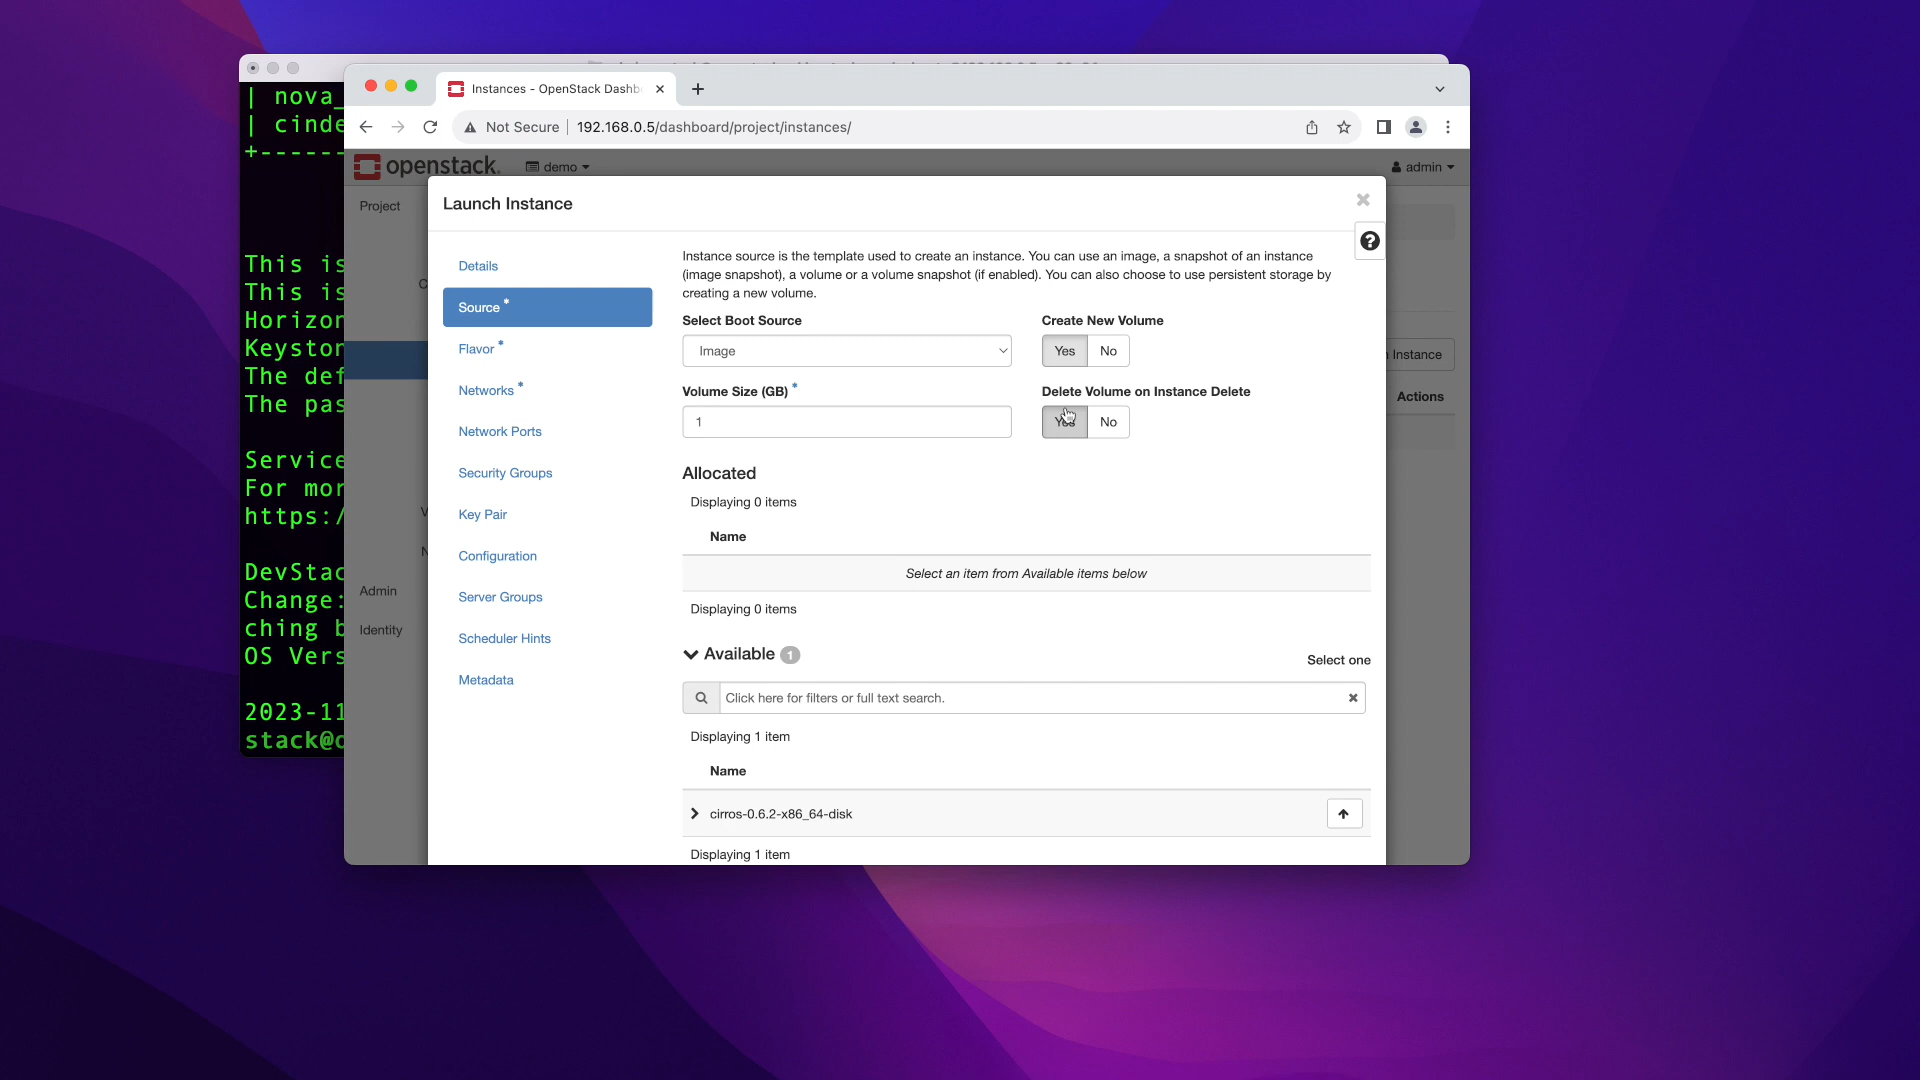 nova_
cinde
+------
This is
This is
Horizon
Keyston
The def
The pas
Service
For mor
https:/
DevStac
Change:
ching b
OS Vers
2023-11
stack@o
Instances - OpenStack Dashb
Not Secure
192.168.0.5/dashboard/project/instances/
openstack.
demo
admin
Project
Admin
Identity
Instance
Actions
Launch Instance
Details
Source *
Flavor *
Networks *
Network Ports
Security Groups
Key Pair
Configuration
Server Groups
Scheduler Hints
Metadata
Instance source is the template used to create an instance. You can use an image, a snapshot of an instance
(image snapshot), a volume or a volume snapshot (if enabled). You can also choose to use persistent storage by
creating a new volume.
Select Boot Source
Image
Create New Volume
Yes No
Volume Size (GB) *
1
Delete Volume on Instance Delete
Yes No
Allocated
Displaying 0 items
Name
Select an item from Available items below
Displaying 0 items
Available 1
Select one
Click here for filters or full text search.
Displaying 1 item
Name
cirros-0.6.2-x86_64-disk
Displaying 1 item